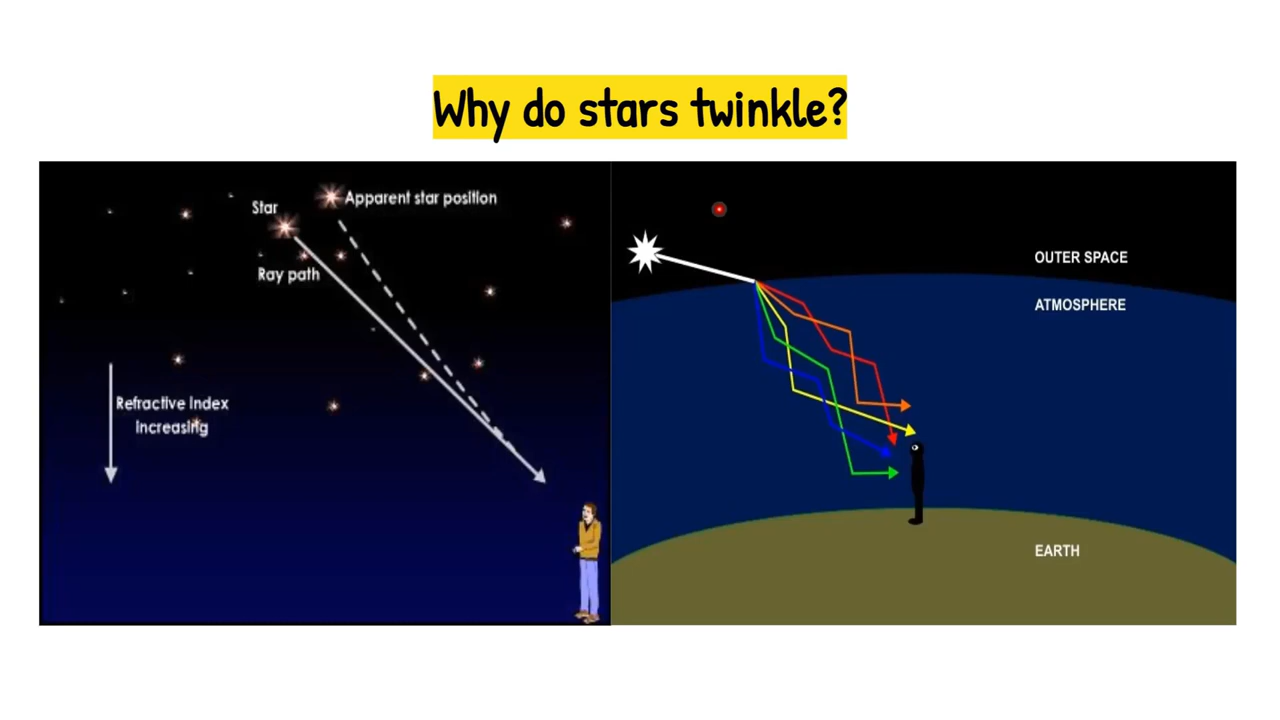 Why do stars twinkle?
Star
Apparent star position
Ray path
Refractive Index
Increasing
OUTER SPACE
ATMOSPHERE
EARTH